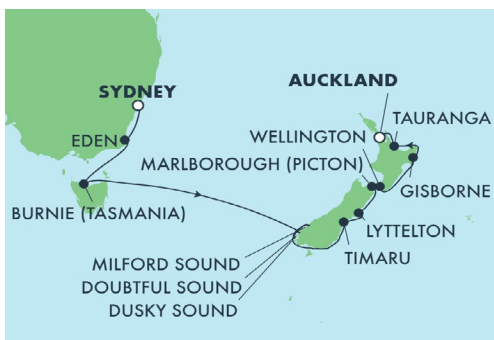 AUCKLAND
SYDNEY
TAURANGA
EDEN
WELLINGTON
MARLBOROUGH (PICTON)
GISBORNE
BURNIE (TASMANIA)
LYTTELTON
TIMARU
MILFORD SOUND
DOUBTFUL SOUND
DUSKY SOUND